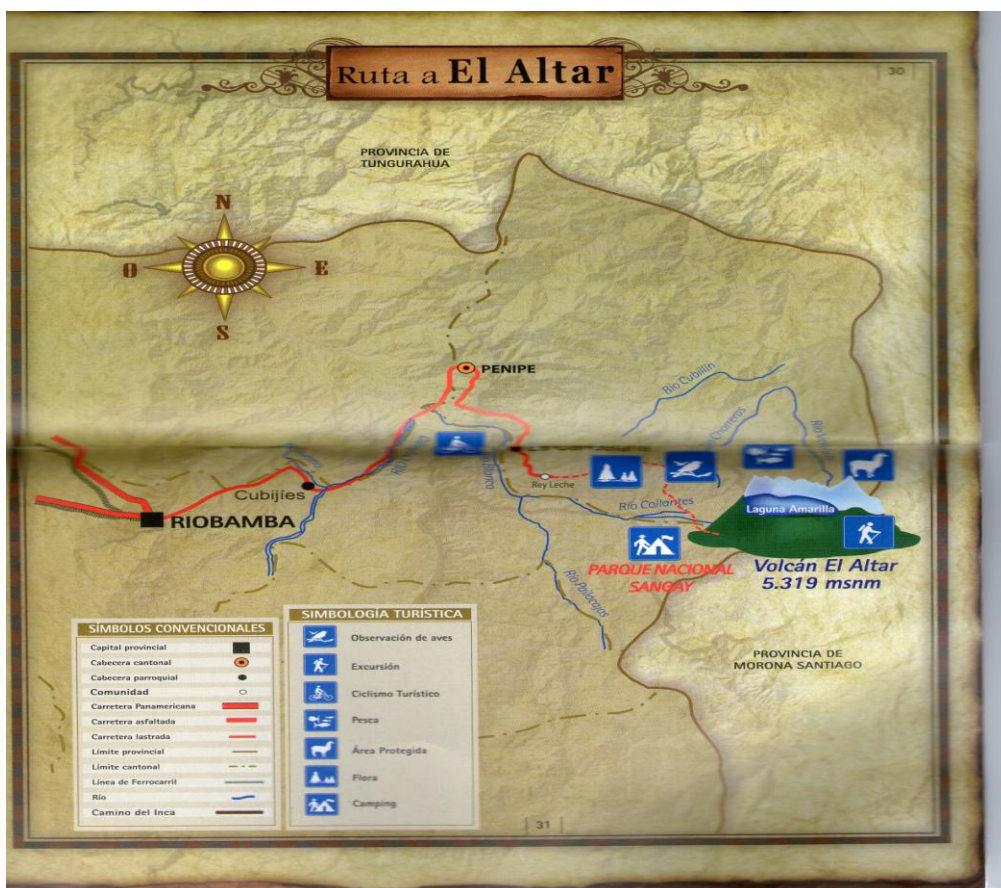 Ruta a El Altar
30
PROVINCIA DE
TUNGURAHUA
N
O
E
S
PENIPE
Río Cubillín
Rey Leche
Cubijíes
RIOBAMBA
Río Collantes
Laguna Amarilla
PARQUE NACIONAL
SANGAY
Volcán El Altar
5.319 msnm
PROVINCIA DE
MORONA SANTIAGO
SÍMBOLOS CONVENCIONALES
Capital provincial
Cabecera cantonal
Cabecera parroquial
Comunidad
Carretera Panamericana
Carretera asfaltada
Carretera lastrada
Límite provincial
Límite cantonal
Línea de Ferrocarril
Río
Camino del Inca
SIMBOLOGÍA TURÍSTICA
Observación de aves
Excursión
Ciclismo Turístico
Pesca
Área Protegida
Flora
Camping
31